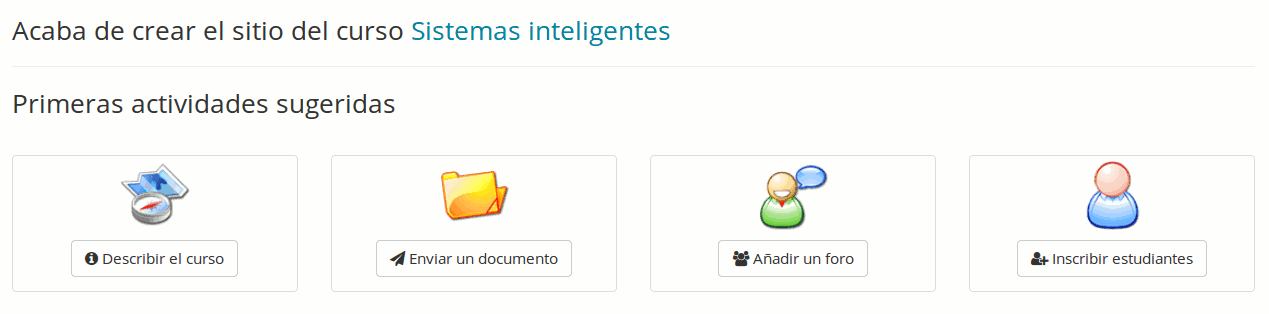 Acaba de crear el sitio del curso Sistemas inteligentes
Primeras actividades sugeridas
Describir el curso
Enviar un documento
Añadir un foro
Inscribir estudiantes